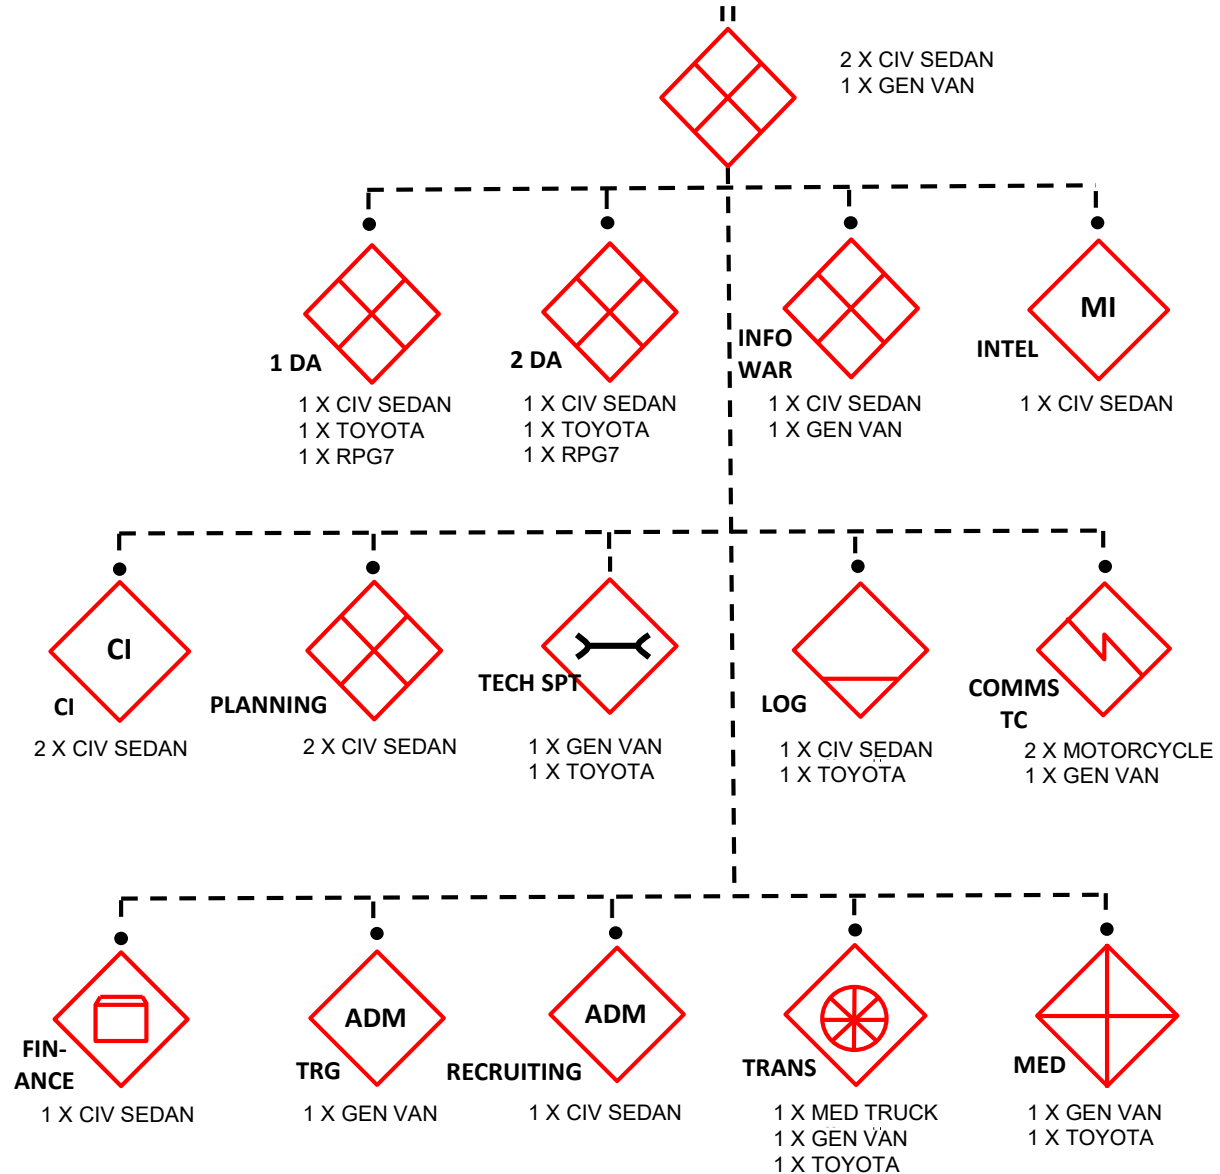 2 X CIV SEDAN
1 X GEN VAN
1 DA
1 X CIV SEDAN
1 X TOYOTA
1 X RPG7
2 DA
1 X CIV SEDAN
1 X TOYOTA
1 X RPG7
INFO
WAR
1 X CIV SEDAN
1 X GEN VAN
MI
INTEL
1 X CIV SEDAN
CI
CI
2 X CIV SEDAN
PLANNING
2 X CIV SEDAN
TECH SPT
1 X GEN VAN
1 X TOYOTA
LOG
1 X CIV SEDAN
1 X TOYOTA
COMMS
TC
2 X MOTORCYCLE
1 X GEN VAN
FIN-
ANCE
1 X CIV SEDAN
ADM
TRG
1 X GEN VAN
ADM
RECRUITING
1 X CIV SEDAN
TRANS
1 X MED TRUCK
1 X GEN VAN
1 X TOYOTA
MED
1 X GEN VAN
1 X TOYOTA